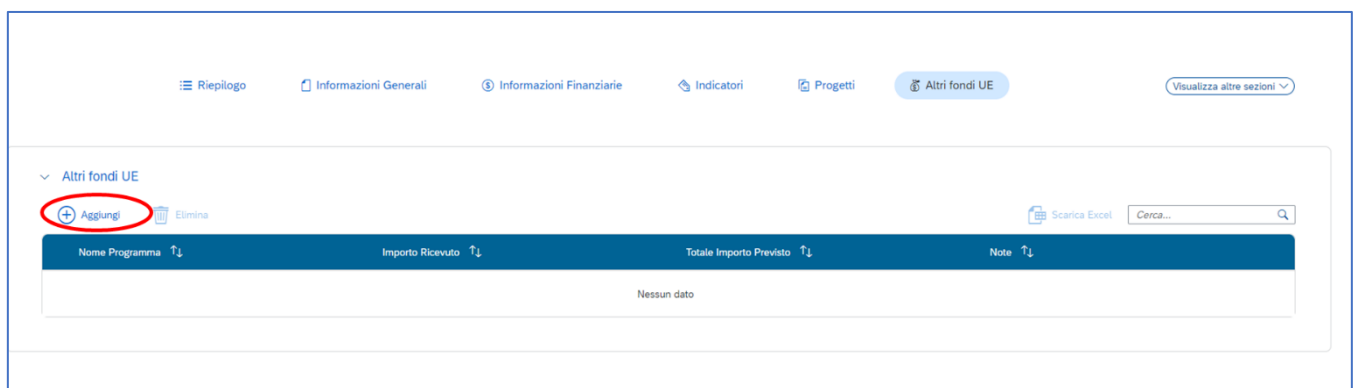 Riepilogo Informazioni Generali Informazioni Finanziarie Indicatori Progetti Altri fondi UE Visualizza altre sezioni
Altri fondi UE
Aggiungi Elimina Scarica Excel Cerca...
Nome Programma Importo Ricevuto Totale Importo Previsto Note
Nessun dato